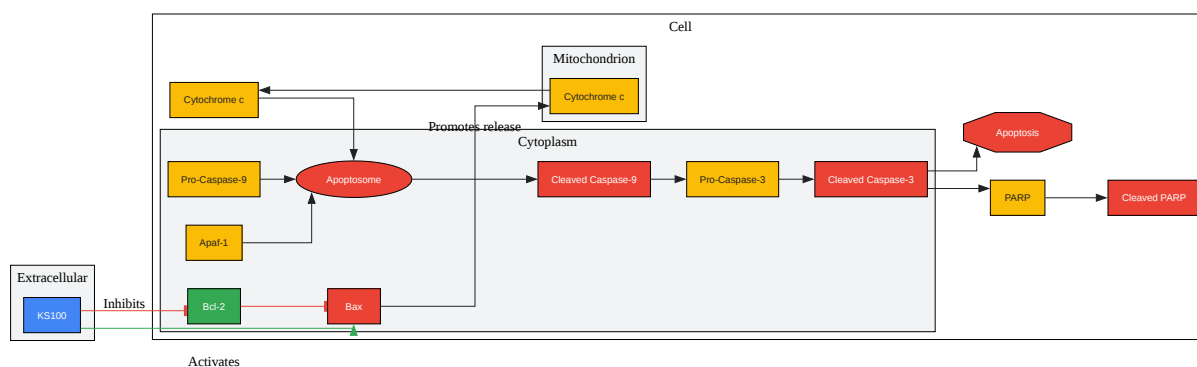 Cell
Mitochondrion
Cytochrome c
Cytochrome c
Promotes release
Cytoplasm
Apoptosis
Pro-Caspase-9
Apoptosome
Cleaved Caspase-9
Pro-Caspase-3
Cleaved Caspase-3
PARP
Cleaved PARP
Apaf-1
Extracellular
KS100
Inhibits
Bcl-2
Bax
Activates